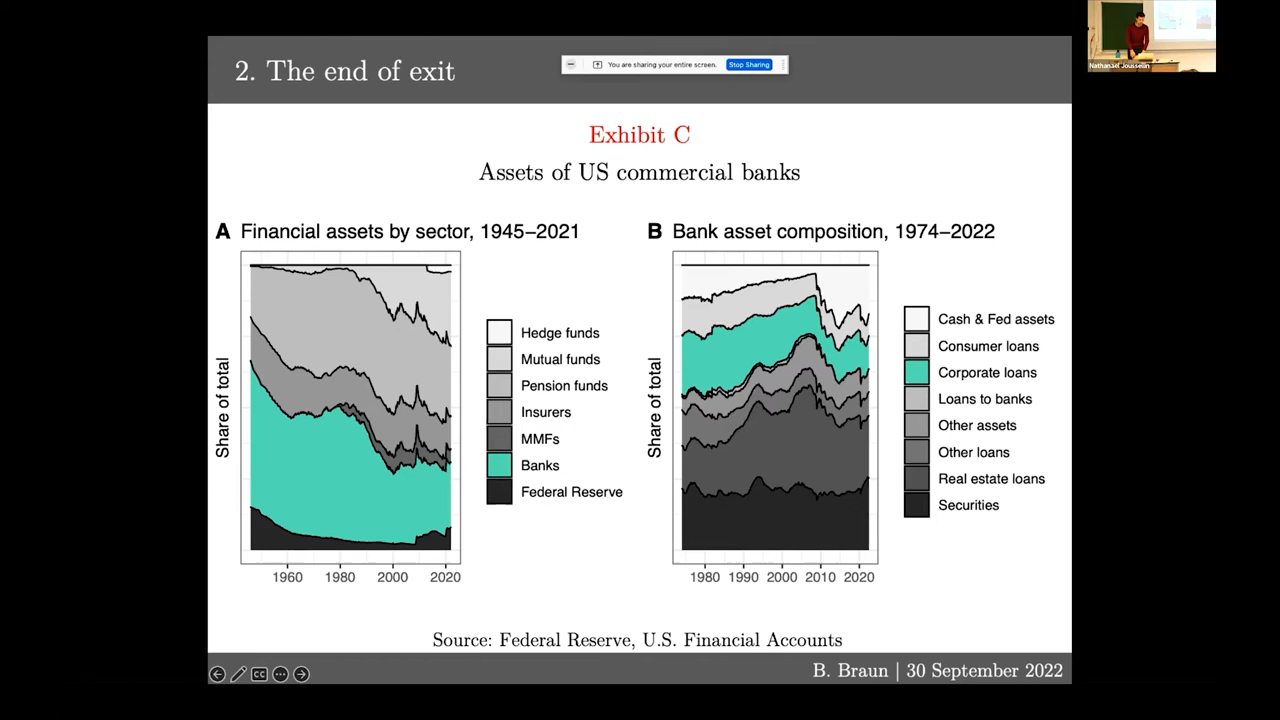 2. The end of exit
You are sharing your entire screen.
Stop Sharing
Nathanaël Jousselin
Exhibit C
Assets of US commercial banks
A Financial assets by sector, 1945–2021
Share of total
1960 1980 2000 2020
Hedge funds
Mutual funds
Pension funds
Insurers
MMFs
Banks
Federal Reserve
B Bank asset composition, 1974–2022
Share of total
1980 1990 2000 2010 2020
Cash & Fed assets
Consumer loans
Corporate loans
Loans to banks
Other assets
Other loans
Real estate loans
Securities
Source: Federal Reserve, U.S. Financial Accounts
CC
B. Braun | 30 September 2022